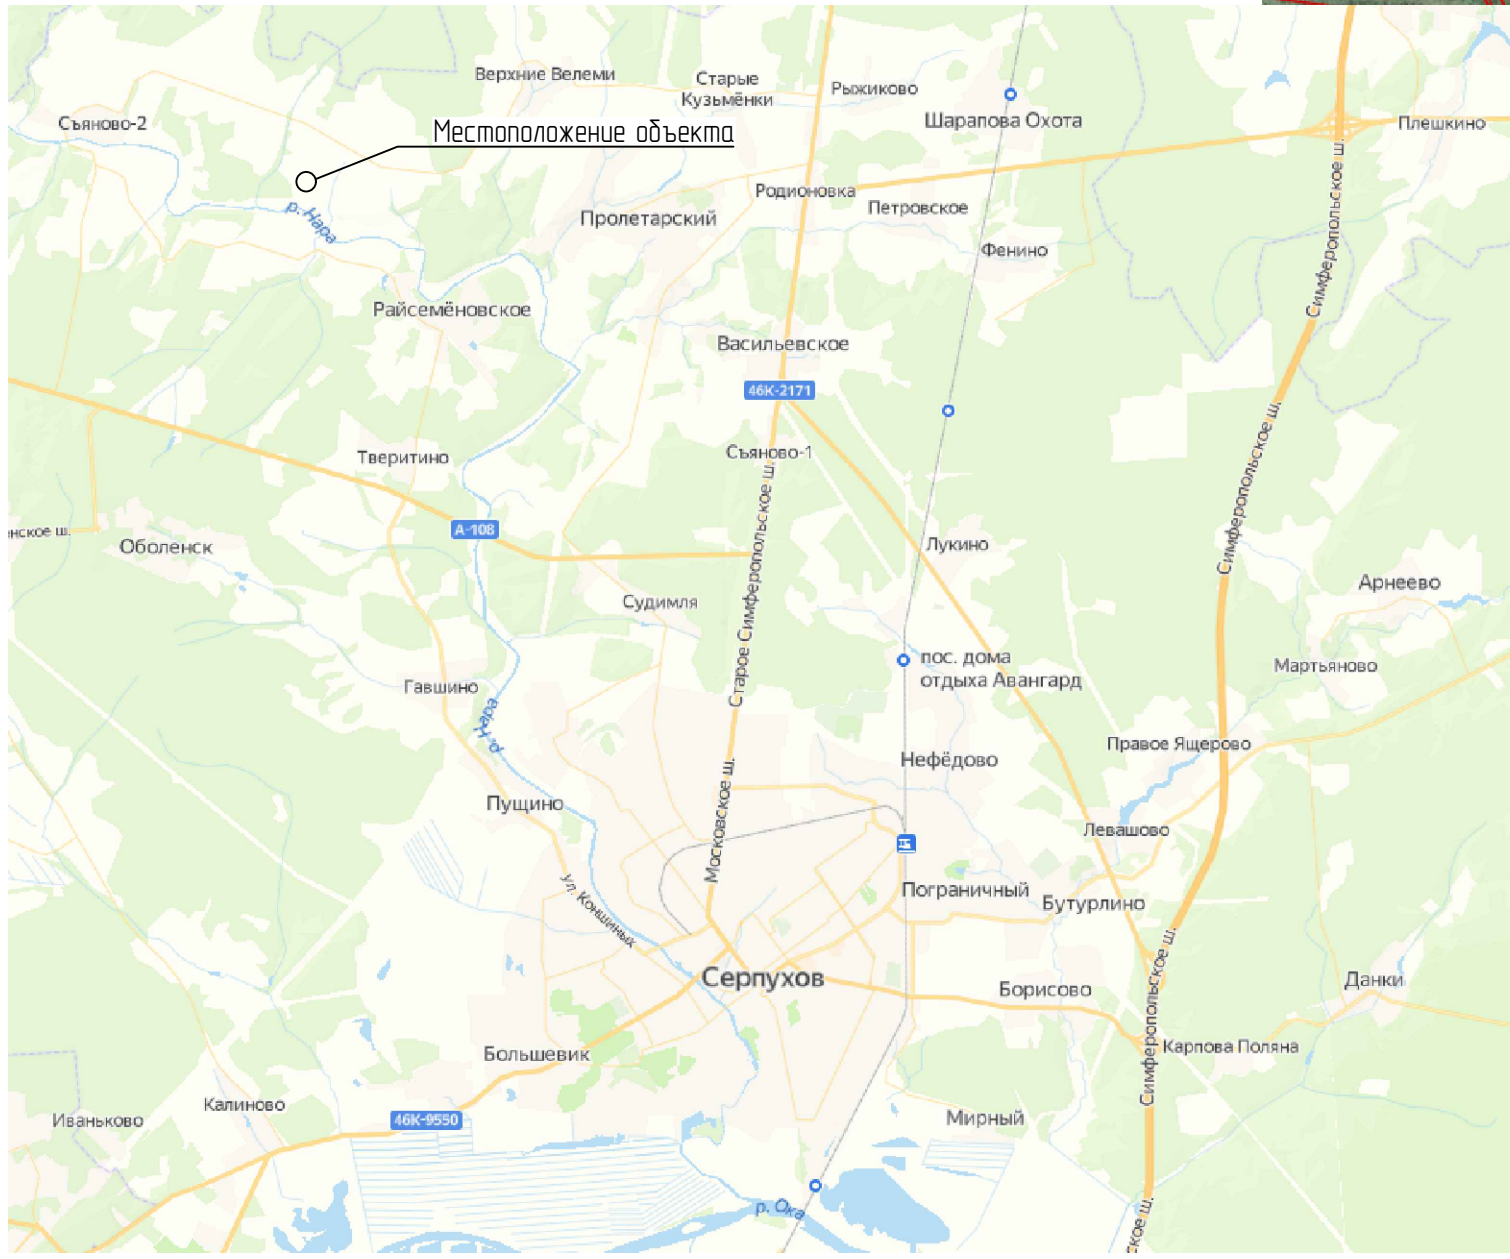 Верхние Велеми
Старые
Кузьмёнки
Рыжиково
Шарапова Охота
Плешкино
Съяново-2
Местоположение объекта
Родионовка
Петровское
Пролетарский
р. Нара
Фенино
Симферопольское ш.
Райсемёновское
Васильевское
46К-2171
Съяново-1
Тверитино
Симферопольское ш.
А-108
нское ш.
Оболенск
Лукино
Старое Симферопольское ш.
Арнеево
Судимля
пос. дома
отдыха Авангард
Мартьяново
Гавшино
р. Нара
Правое Ящерово
Нефёдово
Пущино
Московское ш.
Левашово
ул. Коншиных
Пограничный
Бутурлино
Серпухов
Борисово
Данки
Симферопольское ш.
Большевик
Карпова Поляна
Калиново
Иваньково
46К-9550
Мирный
р. Ока
ское ш.